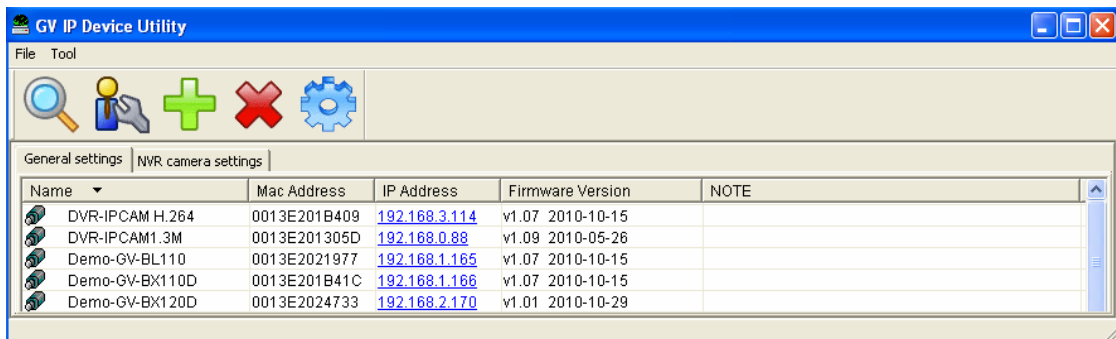 GV IP Device Utility
File Tool
General settings NVR camera settings
Name Mac Address IP Address Firmware Version NOTE
DVR-IPCAM H.264 0013E201B409 192.168.3.114 v1.07 2010-10-15
DVR-IPCAM1.3M 0013E201305D 192.168.0.88 v1.09 2010-05-26
Demo-GV-BL110 0013E2021977 192.168.1.165 v1.07 2010-10-15
Demo-GV-BX110D 0013E201B41C 192.168.1.166 v1.07 2010-10-15
Demo-GV-BX120D 0013E2024733 192.168.2.170 v1.01 2010-10-29